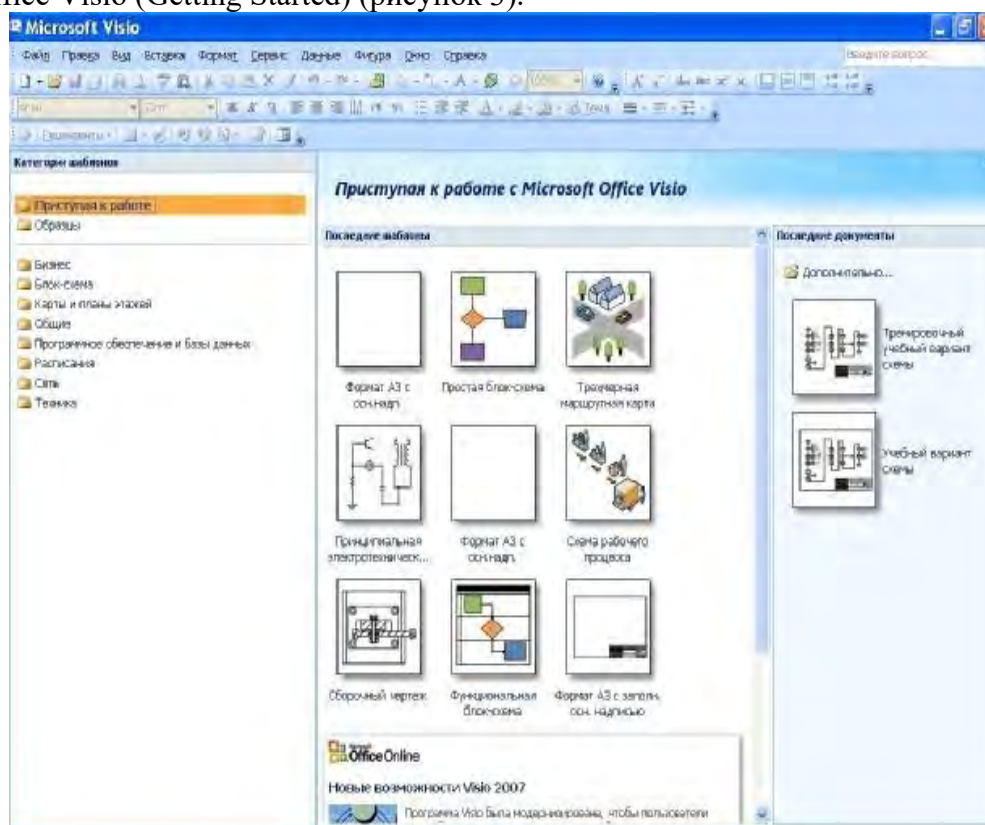 ffice Visio (Getting Started) (рисунок 3).
Microsoft Visio
Файл Правка Вид Вставка Формат Сервис Данные Фигура Окно Справка
Введите вопрос
Категории шаблонов
Приступая к работе
Образцы
Бизнес
Блок-схема
Карты и планы этажей
Общие
Программное обеспечение и базы данных
Расписания
Сеть
Техника
Приступая к работе с Microsoft Office Visio
Последние шаблоны
Формат А3 с
осн.надп.
Простая блок-схема
Трехмерная
маршрутная карта
Принципиальная
электротехническ...
Формат А3 с
осн.надп.
Схема рабочего
процесса
Сборочный чертеж
Функциональная
блок-схема
Формат А3 с заполн.
осн. надписью
Office Online
Новые возможности Visio 2007
Программа Visio была модернизирована, чтобы пользователи
Последние документы
Дополнительно...
Тренировочный
учебный вариант
схемы
Учебный вариант
схемы